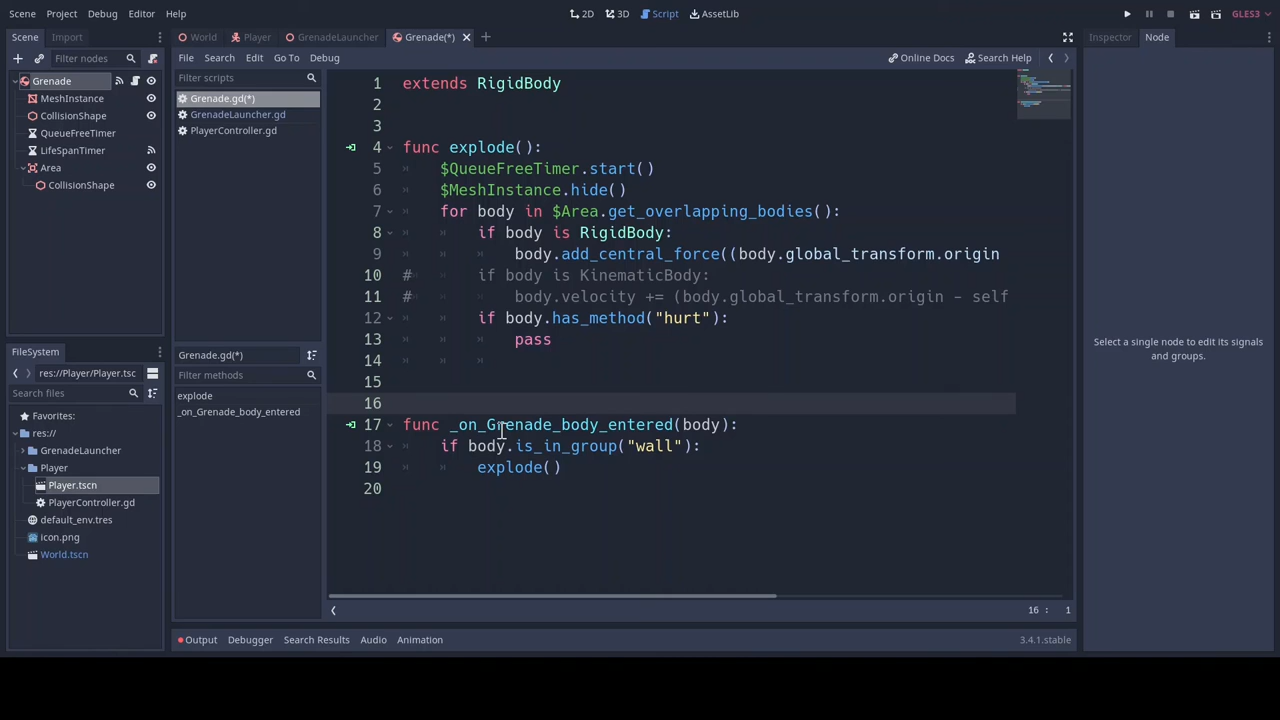 Scene Project Debug Editor Help 2D 3D Script AssetLib GLES3
Scene Import World Player GrenadeLauncher Grenade(*) Inspector Node
Filter nodes
File Search Edit Go To Debug Online Docs Search Help
Grenade
MeshInstance
CollisionShape
QueueFreeTimer
LifeSpanTimer
Area
CollisionShape
Filter scripts
Grenade.gd(*)
GrenadeLauncher.gd
PlayerController.gd
Grenade.gd(*)
Filter methods
explode
_on_Grenade_body_entered
FileSystem
res://Player/Player.tsc
Search files
Favorites:
res://
GrenadeLauncher
Player
Player.tscn
PlayerController.gd
default_env.tres
icon.png
World.tscn
1 extends RigidBody
2
3
4 func explode():
5 $QueueFreeTimer.start()
6 $MeshInstance.hide()
7 for body in $Area.get_overlapping_bodies():
8 if body is RigidBody:
9 body.add_central_force((body.global_transform.origin
10 # if body is KinematicBody:
11 # body.velocity += (body.global_transform.origin - self
12 if body.has_method("hurt"):
13 pass
14
15
16
17 func _on_Grenade_body_entered(body):
18 if body.is_in_group("wall"):
19 explode()
20
16 : 1
Select a single node to edit its signals
and groups.
Output Debugger Search Results Audio Animation 3.4.1.stable